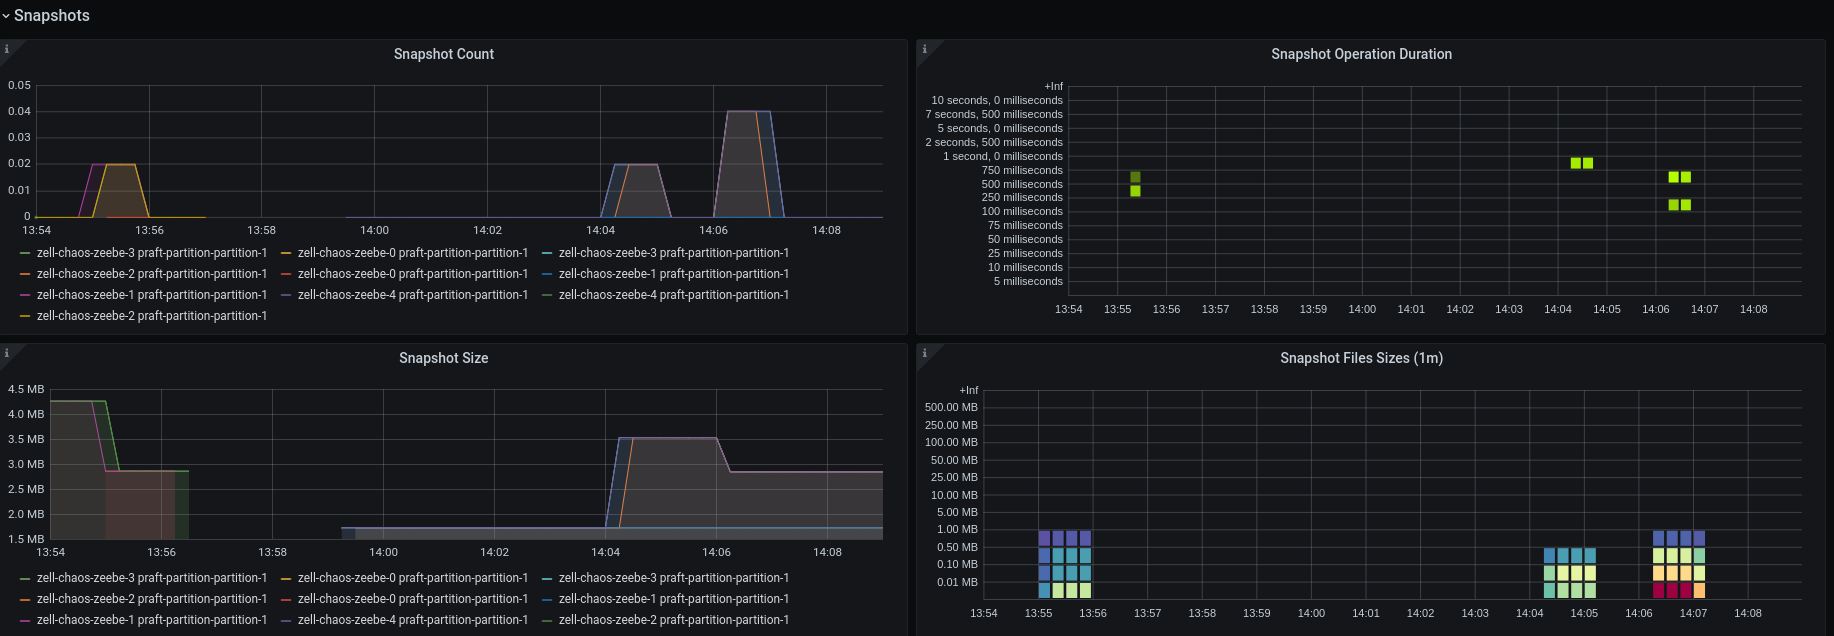 Snapshots
Snapshot Count
0.05
0.04
0.03
0.02
0.01
0
13:54 13:56 13:58 14:00 14:02 14:04 14:06 14:08
zell-chaos-zeebe-3 praft-partition-partition-1 zell-chaos-zeebe-0 praft-partition-partition-1 zell-chaos-zeebe-3 praft-partition-partition-1
zell-chaos-zeebe-2 praft-partition-partition-1 zell-chaos-zeebe-0 praft-partition-partition-1 zell-chaos-zeebe-1 praft-partition-partition-1
zell-chaos-zeebe-1 praft-partition-partition-1 zell-chaos-zeebe-4 praft-partition-partition-1 zell-chaos-zeebe-4 praft-partition-partition-1
zell-chaos-zeebe-2 praft-partition-partition-1
Snapshot Operation Duration
+Inf
10 seconds, 0 milliseconds
7 seconds, 500 milliseconds
5 seconds, 0 milliseconds
2 seconds, 500 milliseconds
1 second, 0 milliseconds
750 milliseconds
500 milliseconds
250 milliseconds
100 milliseconds
75 milliseconds
50 milliseconds
25 milliseconds
10 milliseconds
5 milliseconds
13:54 13:55 13:56 13:57 13:58 13:59 14:00 14:01 14:02 14:03 14:04 14:05 14:06 14:07 14:08
Snapshot Size
4.5 MB
4.0 MB
3.5 MB
3.0 MB
2.5 MB
2.0 MB
1.5 MB
13:54 13:56 13:58 14:00 14:02 14:04 14:06 14:08
zell-chaos-zeebe-3 praft-partition-partition-1 zell-chaos-zeebe-0 praft-partition-partition-1 zell-chaos-zeebe-3 praft-partition-partition-1
zell-chaos-zeebe-2 praft-partition-partition-1 zell-chaos-zeebe-0 praft-partition-partition-1 zell-chaos-zeebe-1 praft-partition-partition-1
zell-chaos-zeebe-1 praft-partition-partition-1 zell-chaos-zeebe-4 praft-partition-partition-1 zell-chaos-zeebe-2 praft-partition-partition-1
Snapshot Files Sizes (1m)
+Inf
500.00 MB
250.00 MB
100.00 MB
50.00 MB
25.00 MB
10.00 MB
5.00 MB
1.00 MB
0.50 MB
0.10 MB
0.01 MB
13:54 13:55 13:56 13:57 13:58 13:59 14:00 14:01 14:02 14:03 14:04 14:05 14:06 14:07 14:08